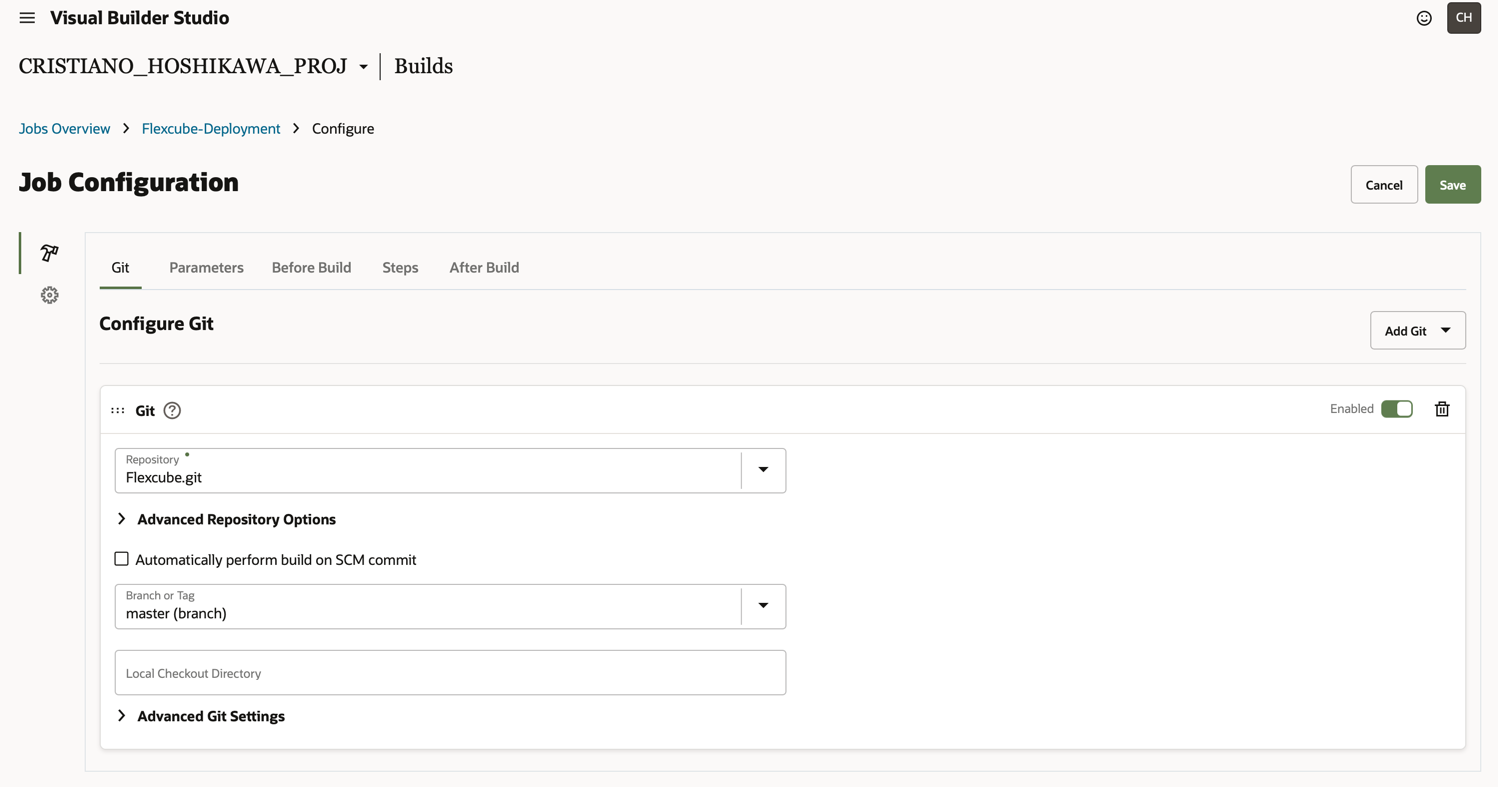 Visual Builder Studio
CH
CRISTIANO_HOSHIKAWA_PROJ
Builds
Jobs Overview > Flexcube-Deployment > Configure
Job Configuration
Cancel
Save
Git
Parameters
Before Build
Steps
After Build
Configure Git
Add Git
Git ?
Enabled
Repository
Flexcube.git
Advanced Repository Options
Automatically perform build on SCM commit
Branch or Tag
master (branch)
Local Checkout Directory
Advanced Git Settings